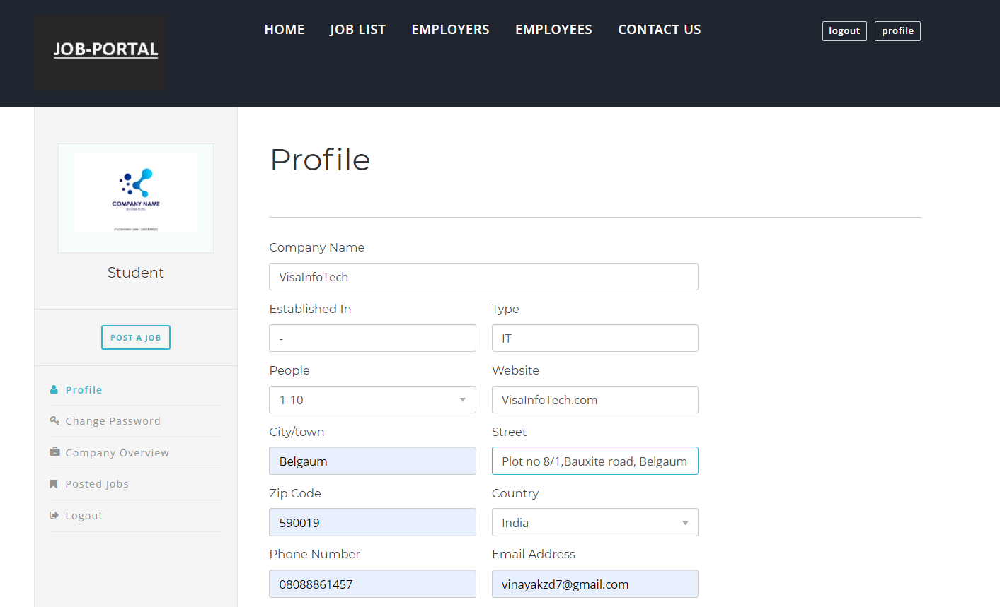 JOB-PORTAL
HOME JOB LIST EMPLOYERS EMPLOYEES CONTACT US
logout profile
COMPANY NAME
Student
POST A JOB
Profile
Change Password
Company Overview
Posted Jobs
Logout
Profile
Company Name
VisaInfoTech
Established In Type
- IT
People Website
1-10 VisaInfoTech.com
City/town Street
Belgaum Plot no 8/1,Bauxite road, Belgaum
Zip Code Country
590019 India
Phone Number Email Address
08088861457 vinayakzd7@gmail.com